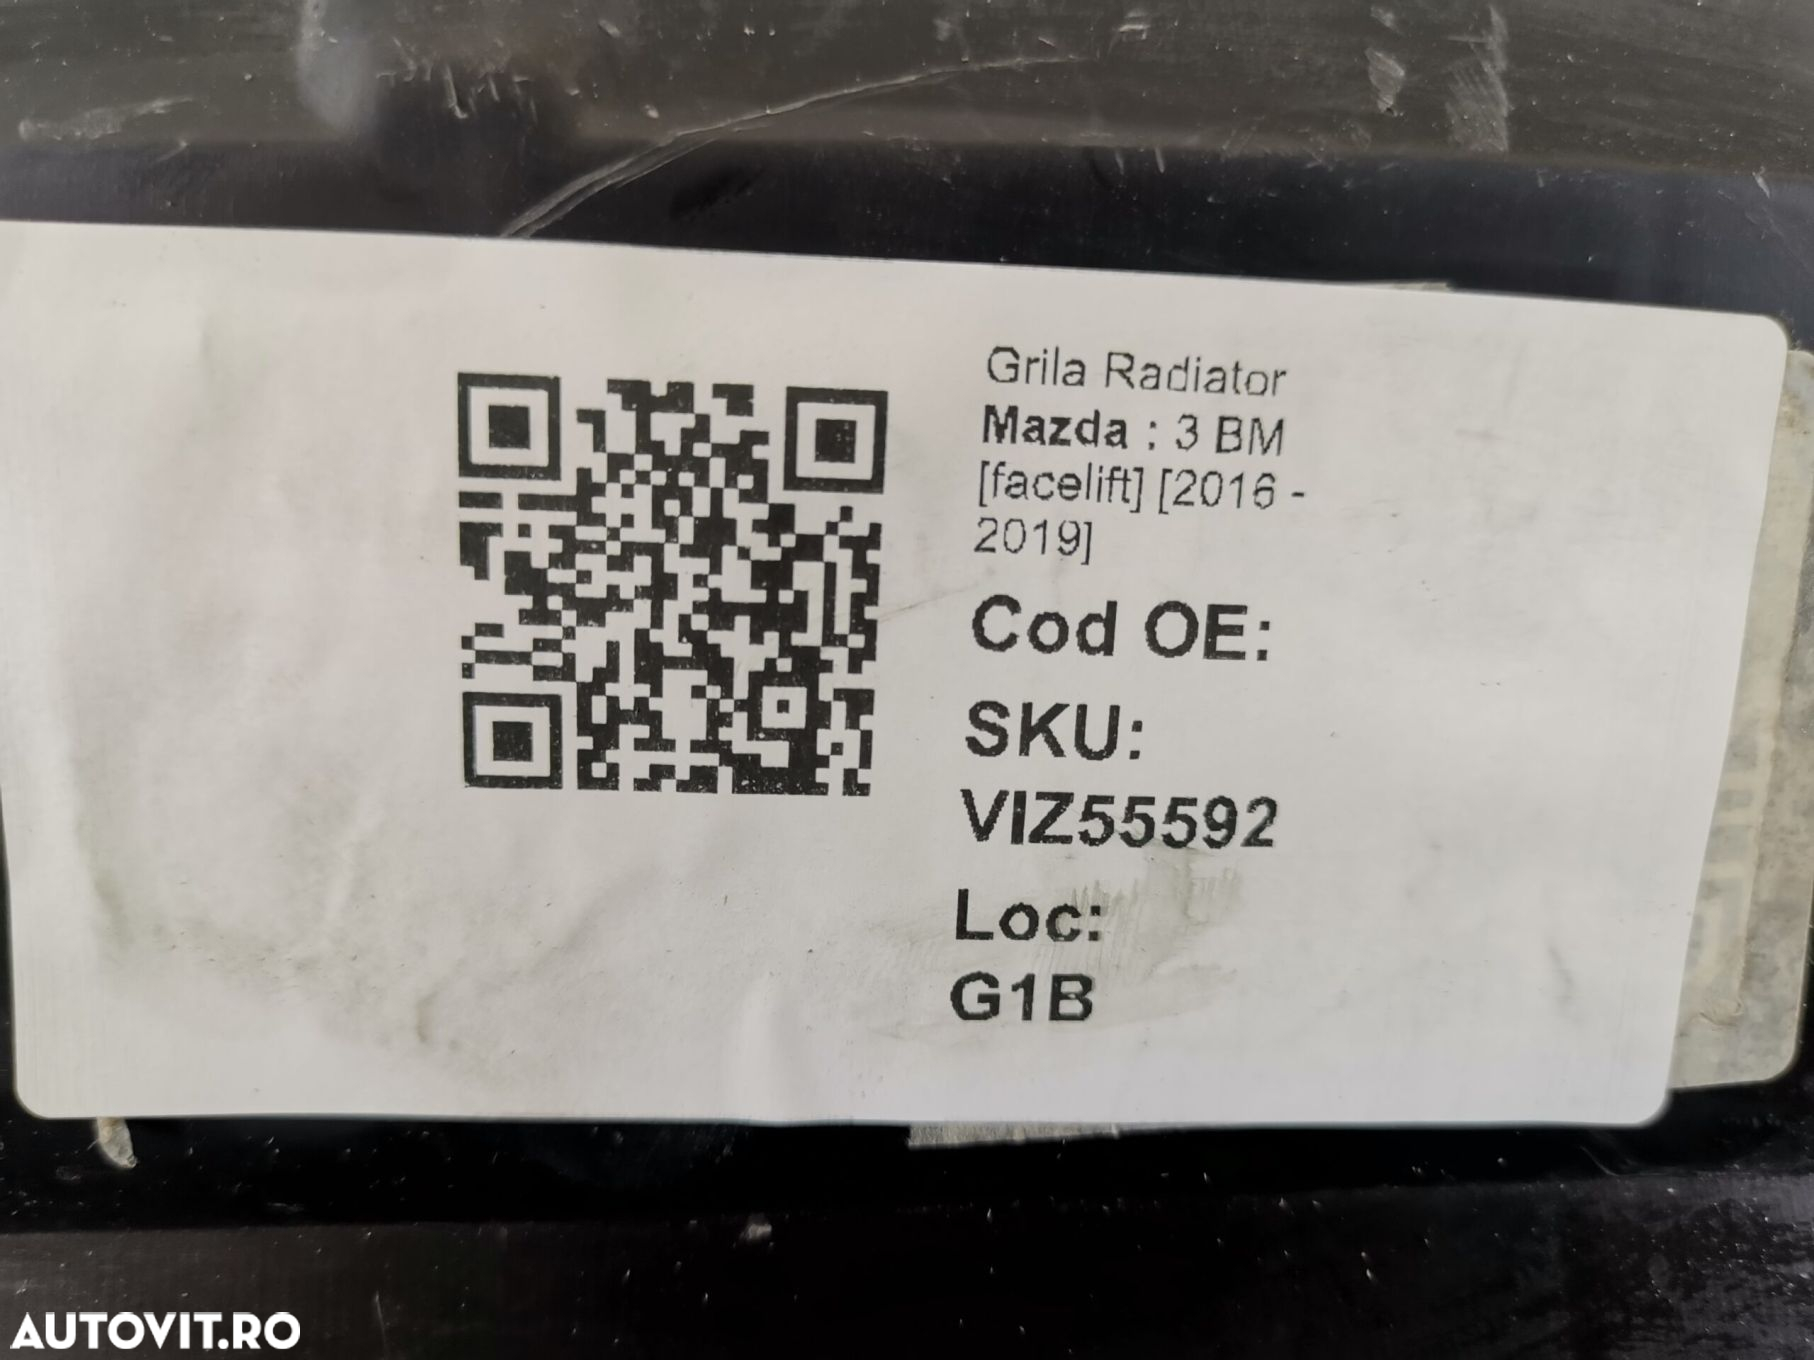 Grila Radiator
Mazda : 3 BM
[facelift] [2016 -
2019]
Cod OE:
SKU:
VIZ55592
Loc:
G1B
AUTOVIT.RO